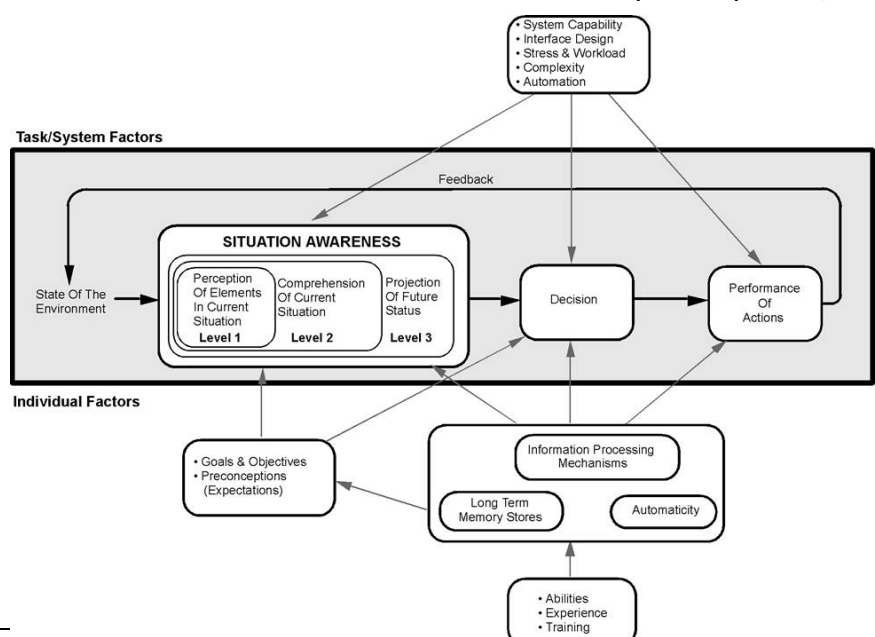 • System Capability
• Interface Design
• Stress & Workload
• Complexity
• Automation
Task/System Factors
Feedback
SITUATION AWARENESS
State Of The
Environment
Perception
Of Elements
In Current
Situation
Level 1
Comprehension
Of Current
Situation
Level 2
Projection
Of Future
Status
Level 3
Decision
Performance
Of
Actions
Individual Factors
• Goals & Objectives
• Preconceptions
(Expectations)
Information Processing
Mechanisms
Long Term
Memory Stores
Automaticity
• Abilities
• Experience
• Training